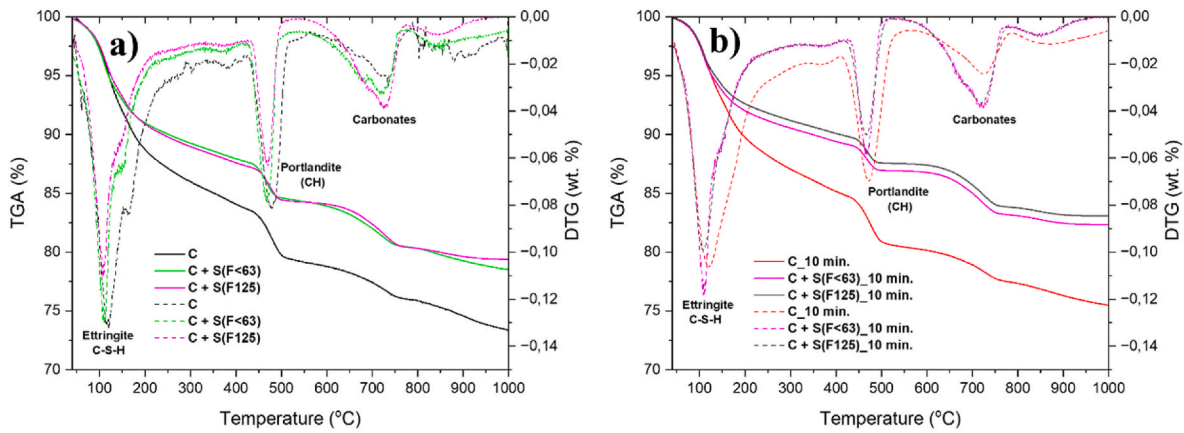 a)
TGA (%)
100
95
90
85
80
75
70
0,00
−0,02
−0,04
−0,06
−0,08
−0,10
−0,12
−0,14
DTG (wt. %)
Carbonates
Portlandite
(CH)
Ettringite
C-S-H
C
C + S(F<63)
C + S(F125)
C
C + S(F<63)
C + S(F125)
100 200 300 400 500 600 700 800 900 1000
Temperature (°C)
b)
TGA (%)
100
95
90
85
80
75
70
0,00
−0,02
−0,04
−0,06
−0,08
−0,10
−0,12
−0,14
DTG (wt. %)
Carbonates
Portlandite
(CH)
Ettringite
C-S-H
C_10 min.
C + S(F<63)_10 min.
C + S(F125)_10 min.
C_10 min.
C + S(F<63)_10 min.
C + S(F125)_10 min.
100 200 300 400 500 600 700 800 900 1000
Temperature (°C)